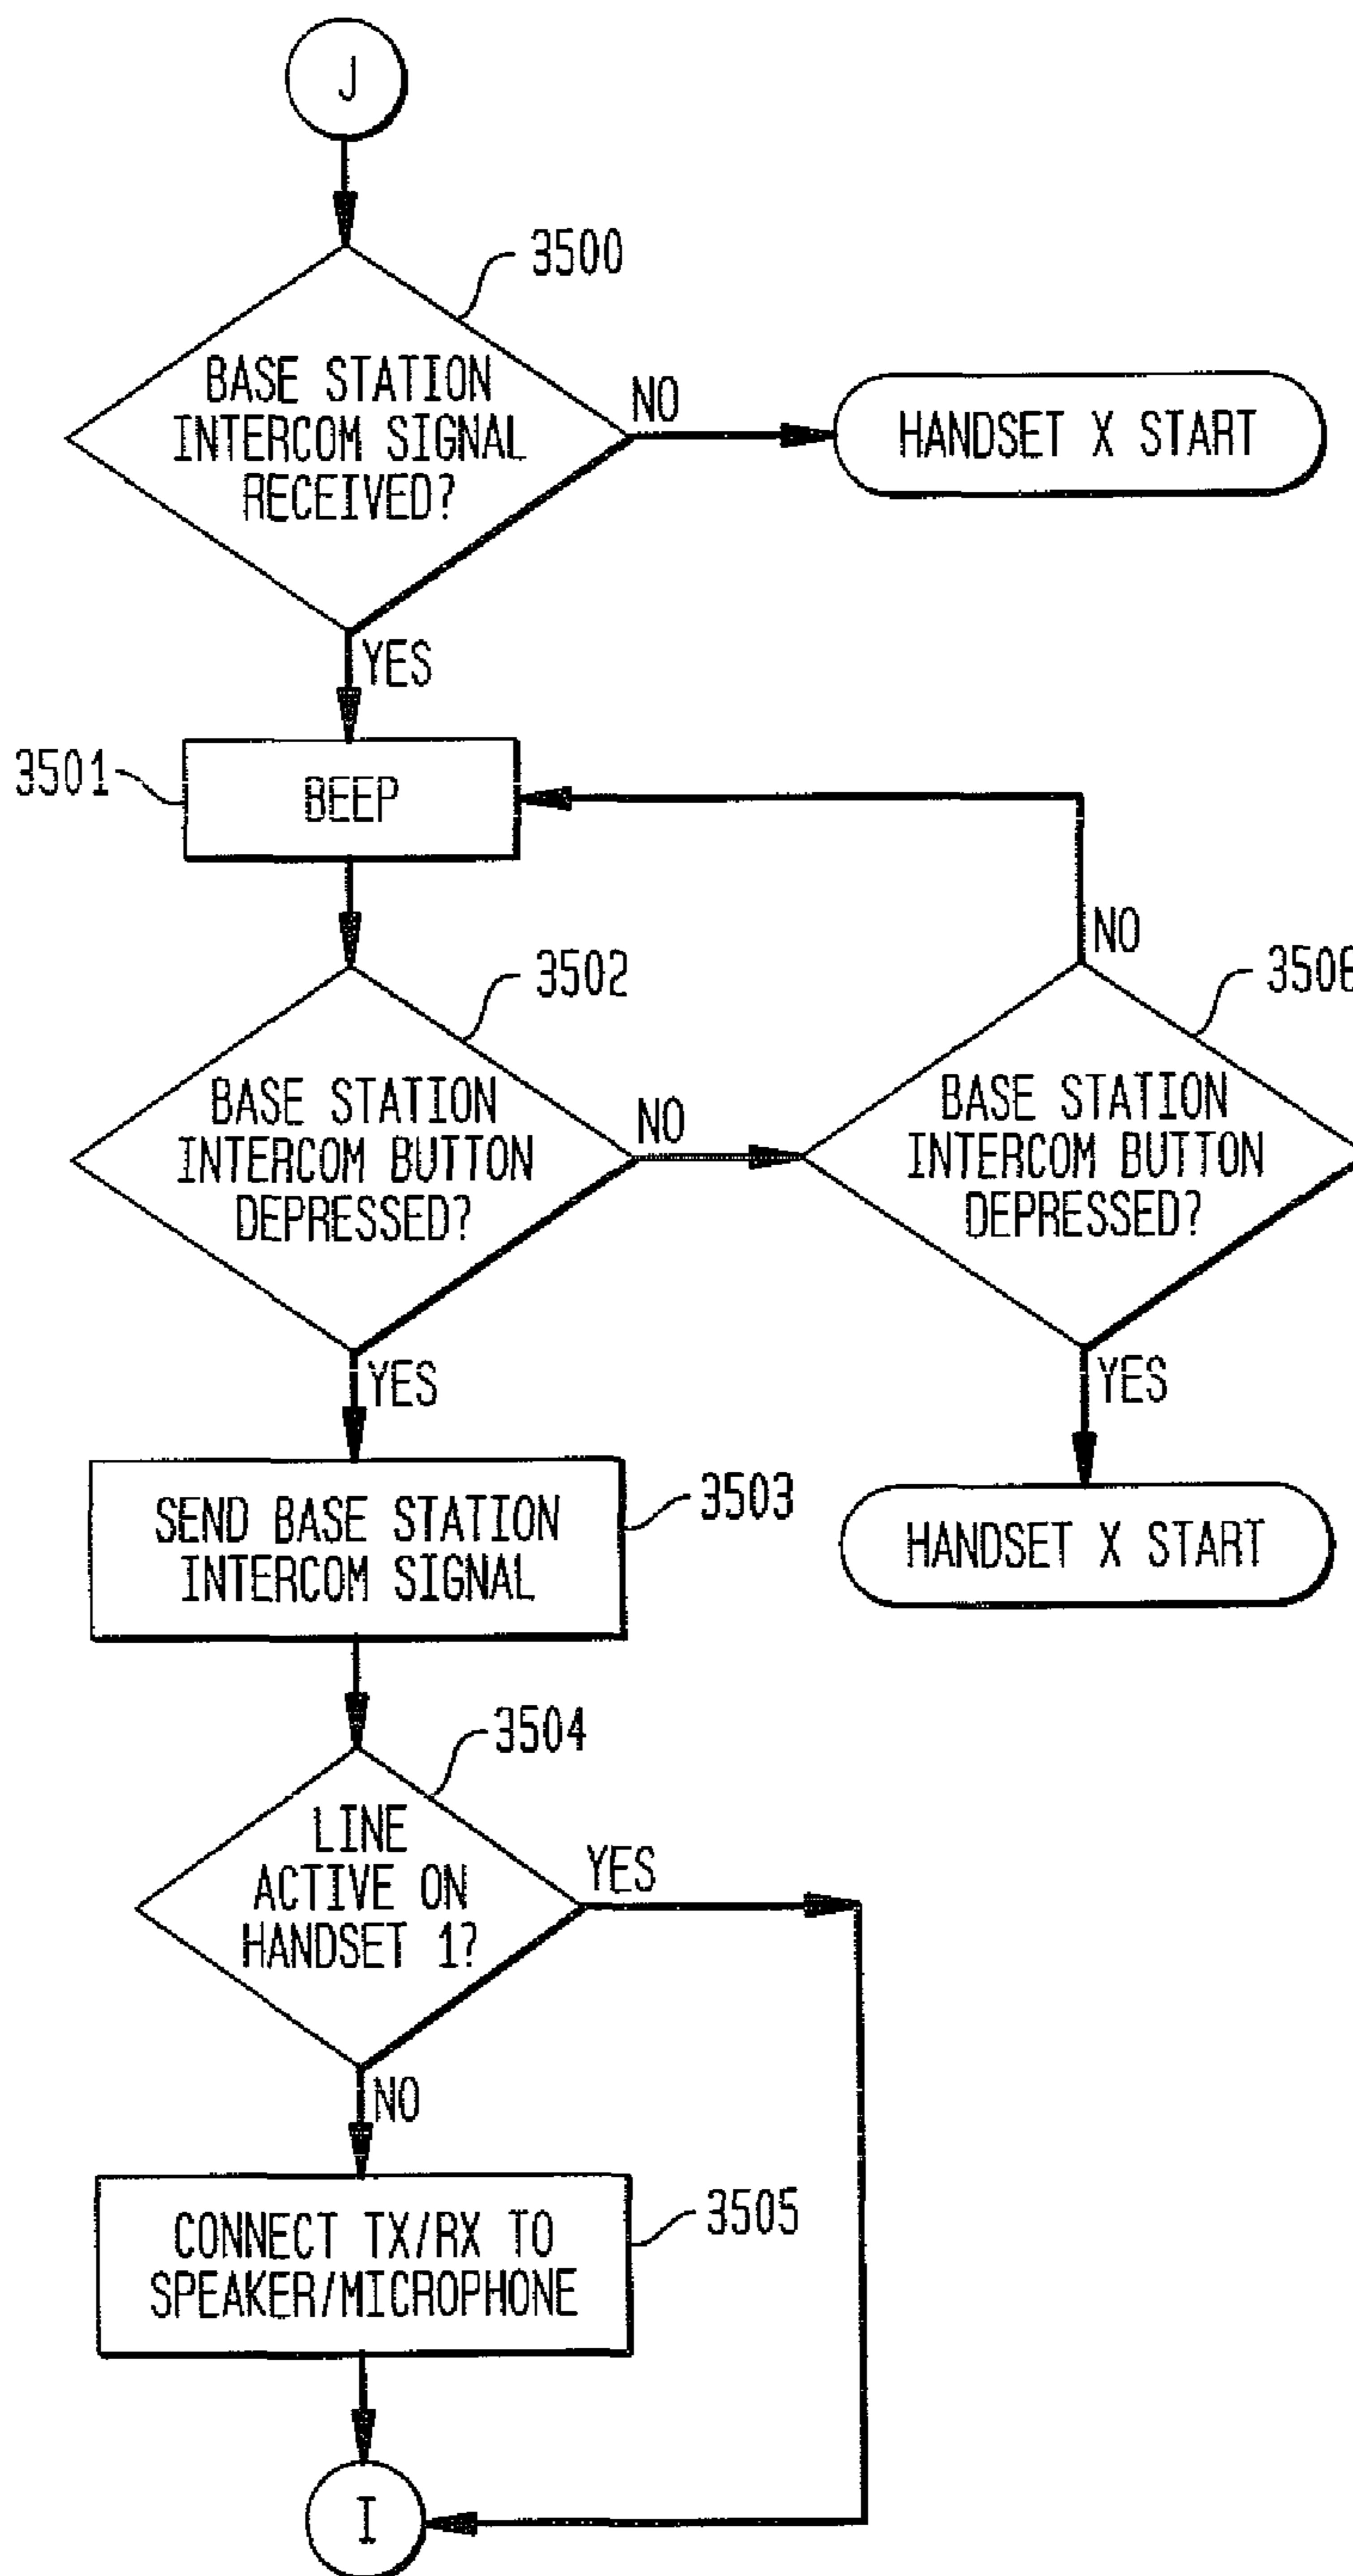 J
3500
BASE STATION
INTERCOM SIGNAL
RECEIVED?
NO
HANDSET X START
YES
3501
BEEP
NO
3502
3506
BASE STATION
INTERCOM BUTTON
DEPRESSED?
NO
BASE STATION
INTERCOM BUTTON
DEPRESSED?
YES
YES
SEND BASE STATION
INTERCOM SIGNAL
3503
HANDSET X START
3504
LINE
ACTIVE ON
HANDSET 1?
YES
NO
CONNECT TX/RX TO
SPEAKER/MICROPHONE
3505
I